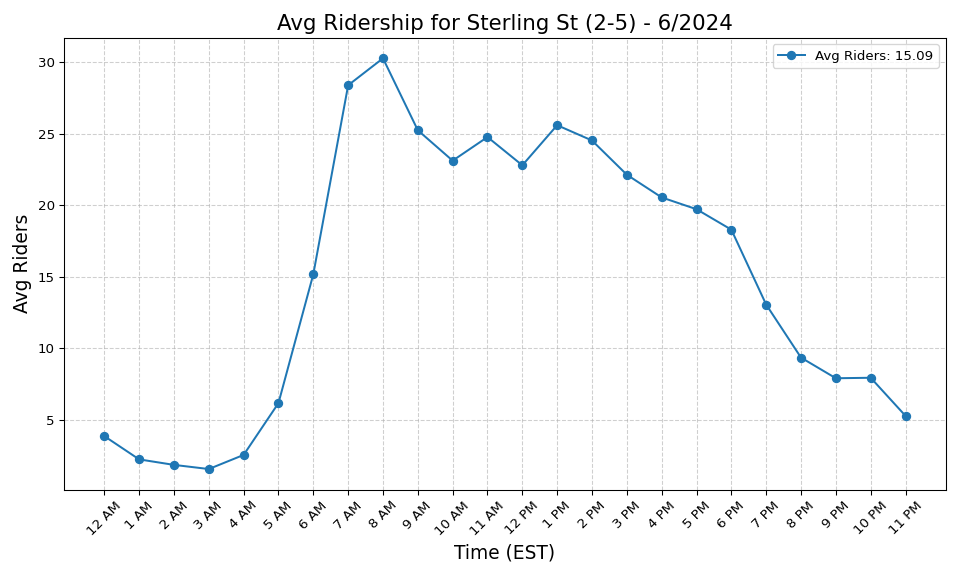 Avg Ridership for Sterling St (2-5) - 6/2024
Avg Riders: 15.09
Avg Riders
30
25
20
15
10
5
12 AM
1 AM
2 AM
3 AM
4 AM
5 AM
6 AM
7 AM
8 AM
9 AM
10 AM
11 AM
12 PM
1 PM
2 PM
3 PM
4 PM
5 PM
6 PM
7 PM
8 PM
9 PM
10 PM
11 PM
Time (EST)